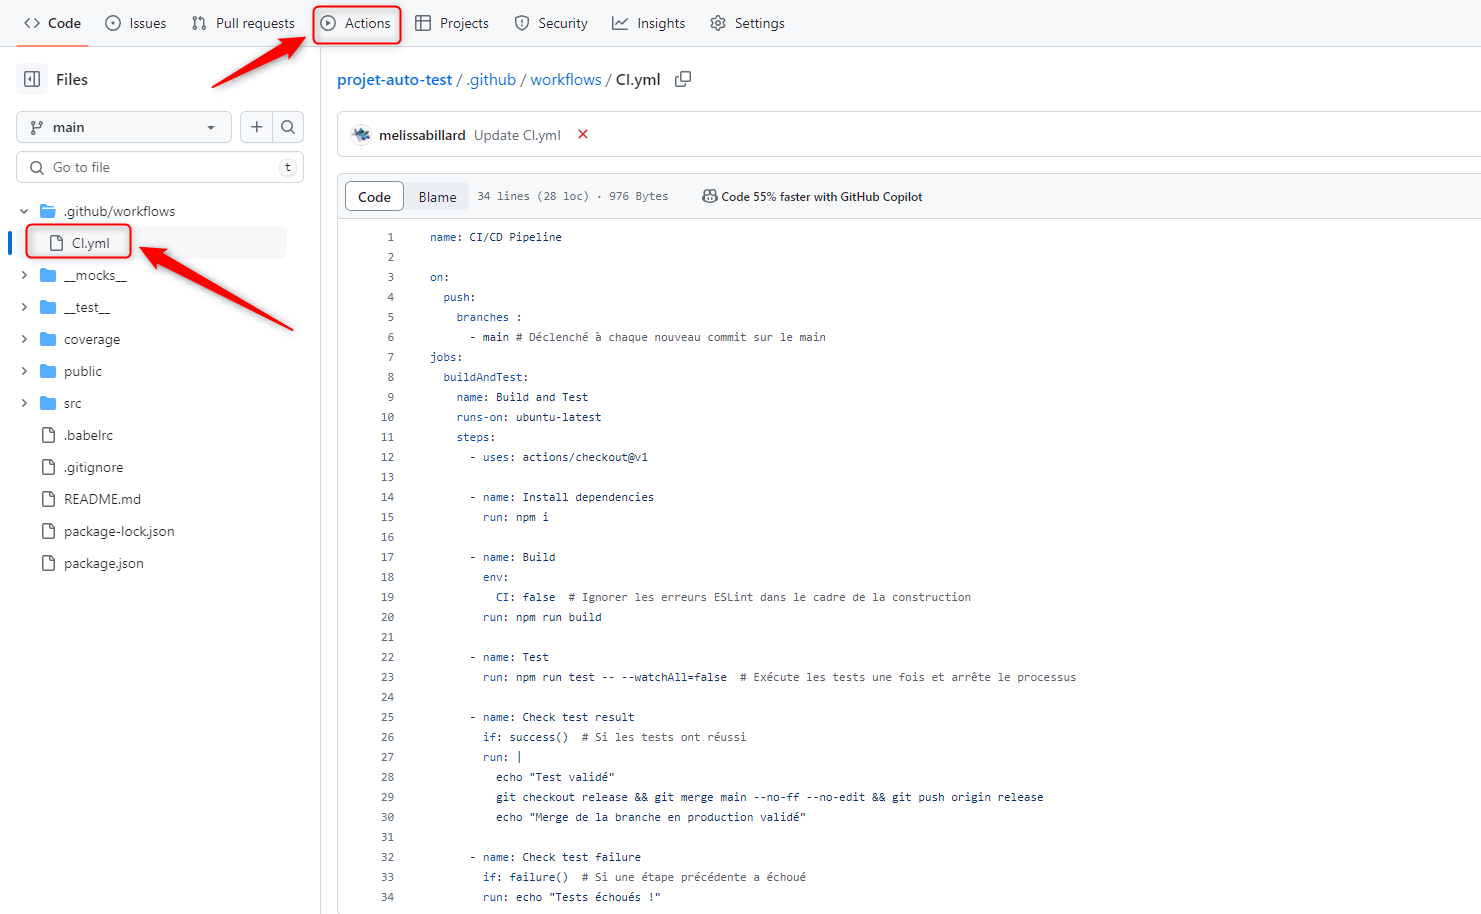 Code Issues Pull requests Actions Projects Security Insights Settings
Files
main
Go to file t
.github/workflows
CI.yml
__mocks__
__test__
coverage
public
src
.babelrc
.gitignore
README.md
package-lock.json
package.json
projet-auto-test / .github / workflows / CI.yml
melissabillard Update CI.yml
Code Blame 34 lines (28 loc) · 976 Bytes Code 55% faster with GitHub Copilot
1 name: CI/CD Pipeline
2
3 on:
4 push:
5 branches :
6 - main # Déclenché à chaque nouveau commit sur le main
7 jobs:
8 buildAndTest:
9 name: Build and Test
10 runs-on: ubuntu-latest
11 steps:
12 - uses: actions/checkout@v1
13
14 - name: Install dependencies
15 run: npm i
16
17 - name: Build
18 env:
19 CI: false # Ignorer les erreurs ESLint dans le cadre de la construction
20 run: npm run build
21
22 - name: Test
23 run: npm run test -- --watchAll=false # Exécute les tests une fois et arrête le processus
24
25 - name: Check test result
26 if: success() # Si les tests ont réussi
27 run: |
28 echo "Test validé"
29 git checkout release && git merge main --no-ff --no-edit && git push origin release
30 echo "Merge de la branche en production validé"
31
32 - name: Check test failure
33 if: failure() # Si une étape précédente a échoué
34 run: echo "Tests échoués !"